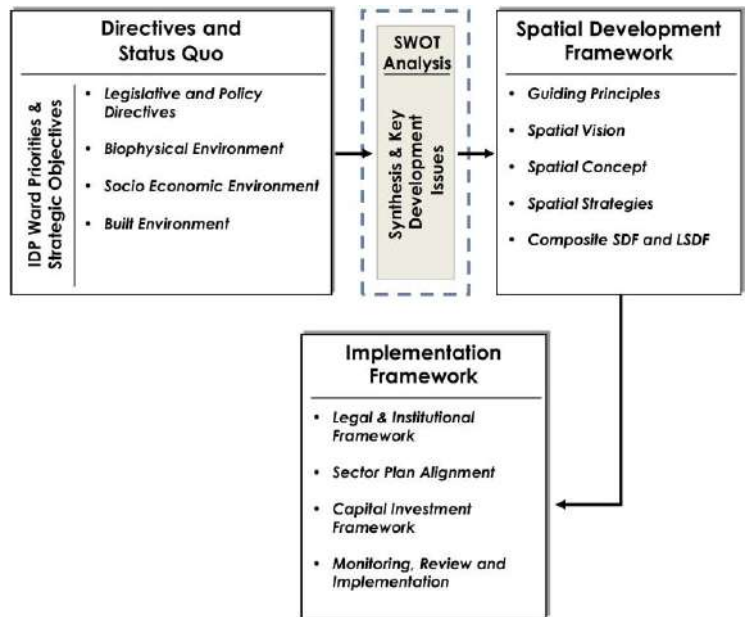 Directives and
Status Quo
IDP Ward Priorities &
Strategic Objectives
• Legislative and Policy
Directives
• Biophysical Environment
• Socio Economic Environment
• Built Environment
SWOT
Analysis
Synthesis & Key
Development
Issues
Spatial Development
Framework
• Guiding Principles
• Spatial Vision
• Spatial Concept
• Spatial Strategies
• Composite SDF and LSDF
Implementation
Framework
• Legal & Institutional
Framework
• Sector Plan Alignment
• Capital Investment
Framework
• Monitoring, Review and
Implementation